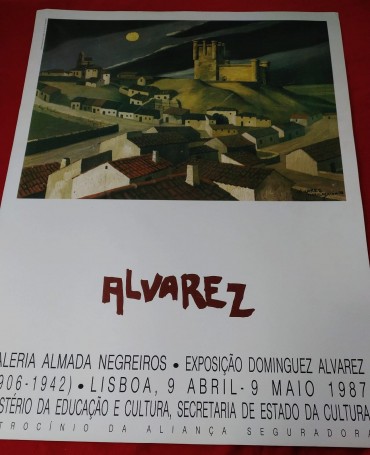 ALVAREZ
ALERIA ALMADA NEGREIROS • EXPOSIÇÃO DOMINGUEZ ALVAREZ
906-1942) • LISBOA, 9 ABRIL - 9 MAIO 1987
STÉRIO DA EDUCAÇÃO E CULTURA, SECRETARIA DE ESTADO DA CULTURA
TROCÍNIO DA ALIANÇA SEGURADORA